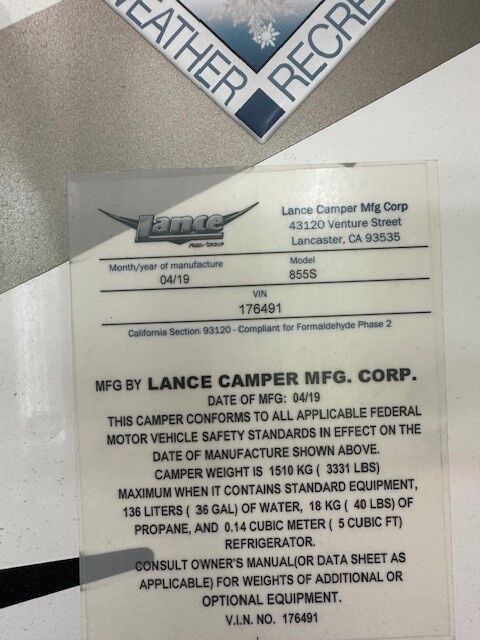 WEATHER
RECRE
Lance
REV GROUP
Lance Camper Mfg Corp
43120 Venture Street
Lancaster, CA 93535
Month/year of manufacture
04/19
Model
855S
VIN
176491
California Section 93120 - Compliant for Formaldehyde Phase 2
MFG BY LANCE CAMPER MFG. CORP.
DATE OF MFG: 04/19
THIS CAMPER CONFORMS TO ALL APPLICABLE FEDERAL
MOTOR VEHICLE SAFETY STANDARDS IN EFFECT ON THE
DATE OF MANUFACTURE SHOWN ABOVE.
CAMPER WEIGHT IS 1510 KG ( 3331 LBS)
MAXIMUM WHEN IT CONTAINS STANDARD EQUIPMENT,
136 LITERS ( 36 GAL) OF WATER, 18 KG ( 40 LBS) OF
PROPANE, AND 0.14 CUBIC METER ( 5 CUBIC FT)
REFRIGERATOR.
CONSULT OWNER'S MANUAL(OR DATA SHEET AS
APPLICABLE) FOR WEIGHTS OF ADDITIONAL OR
OPTIONAL EQUIPMENT.
V.I.N. NO. 176491